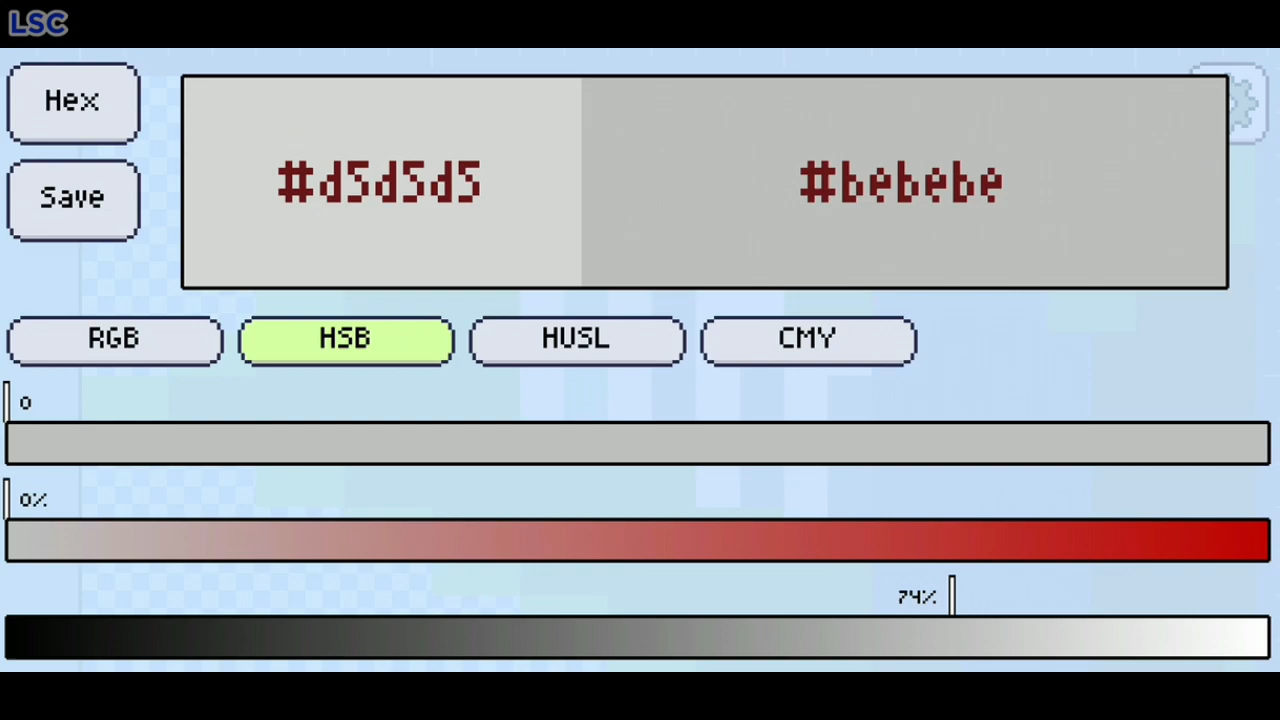 LSC
Hex
Save
#d5d5d5
#bebebe
RGB
HSB
HUSL
CMY
0
0%
74%